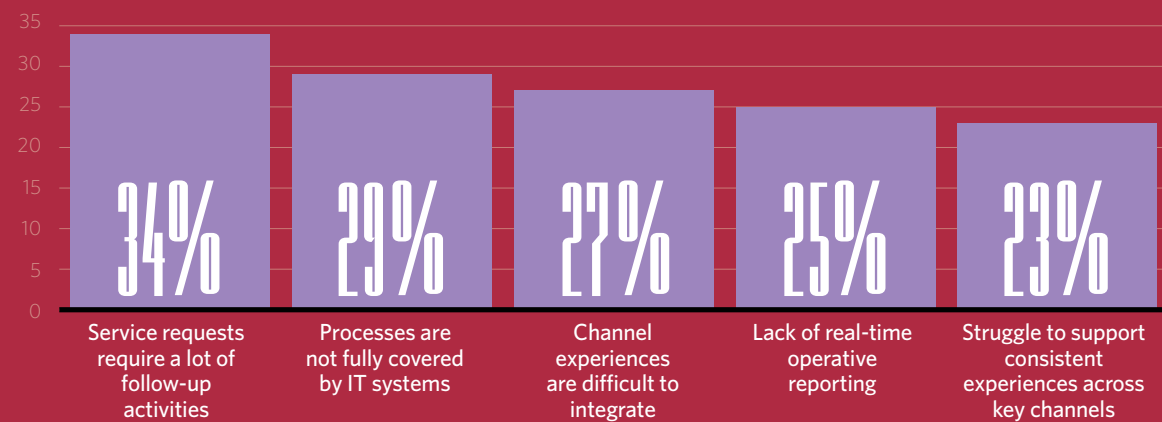 35
30
25
20
15
10
5
0
34%
29%
27%
25%
23%
Service requests
require a lot of
follow-up
activities
Processes are
not fully covered
by IT systems
Channel
experiences
are difficult to
integrate
Lack of real-time
operative
reporting
Struggle to support
consistent
experiences across
key channels